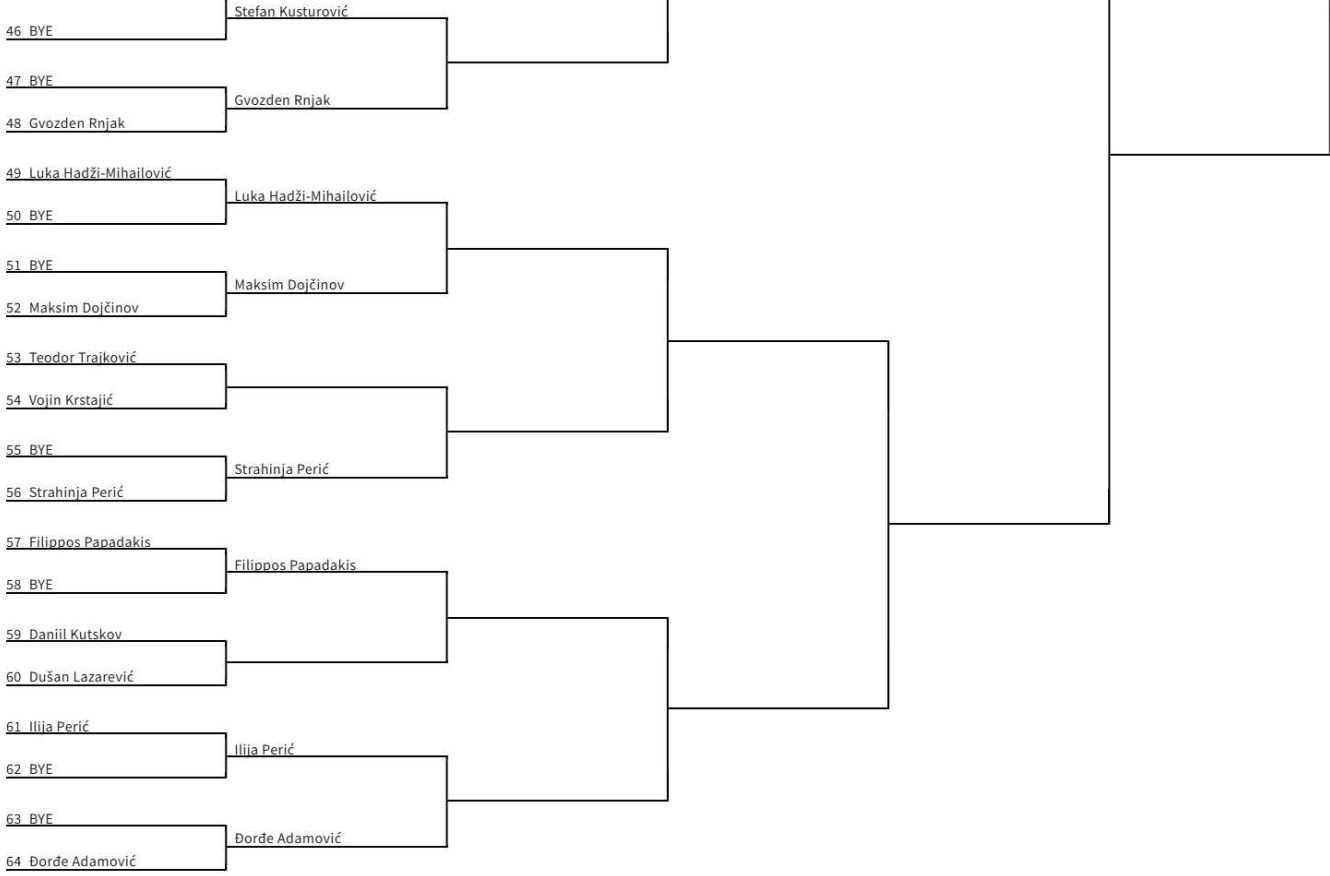 Stefan Kusturović
46 BYE
47 BYE
Gvozden Rnjak
48 Gvozden Rnjak
49 Luka Hadži-Mihailović
Luka Hadži-Mihailović
50 BYE
51 BYE
Maksim Dojčinov
52 Maksim Dojčinov
53 Teodor Trajković
54 Vojin Krstajić
55 BYE
Strahinja Perić
56 Strahinja Perić
57 Filippos Papadakis
Filippos Papadakis
58 BYE
59 Daniil Kutskov
60 Dušan Lazarević
61 Ilija Perić
Ilija Perić
62 BYE
63 BYE
Đorđe Adamović
64 Đorđe Adamović